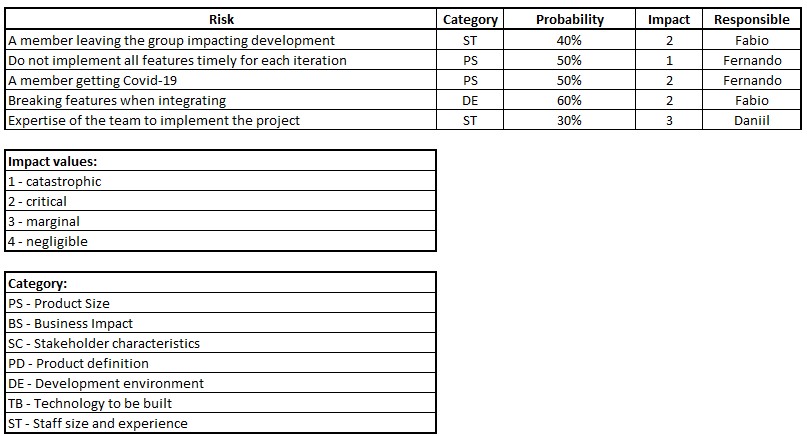 Risk Category Probability Impact Responsible
A member leaving the group impacting development ST 40% 2 Fabio
Do not implement all features timely for each iteration PS 50% 1 Fernando
A member getting Covid-19 PS 50% 2 Fernando
Breaking features when integrating DE 60% 2 Fabio
Expertise of the team to implement the project ST 30% 3 Daniil
Impact values:
1 - catastrophic
2 - critical
3 - marginal
4 - negligible
Category:
PS - Product Size
BS - Business Impact
SC - Stakeholder characteristics
PD - Product definition
DE - Development environment
TB - Technology to be built
ST - Staff size and experience